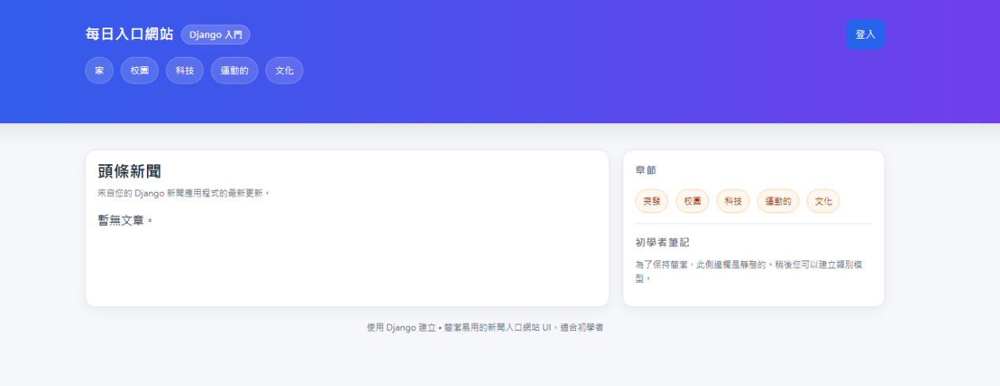 每日入口網站 Django 入門
登入
家 校園 科技 運動的 文化
頭條新聞
來自您的 Django 新聞應用程式的最新更新。
暫無文章。
章節
突發 校園 科技 運動的 文化
初學者筆記
為了保持簡潔，此側邊欄是靜態的。稍後您可以建立類別模
型。
使用 Django 建立 • 簡潔易用的新聞入口網站 UI，適合初學者